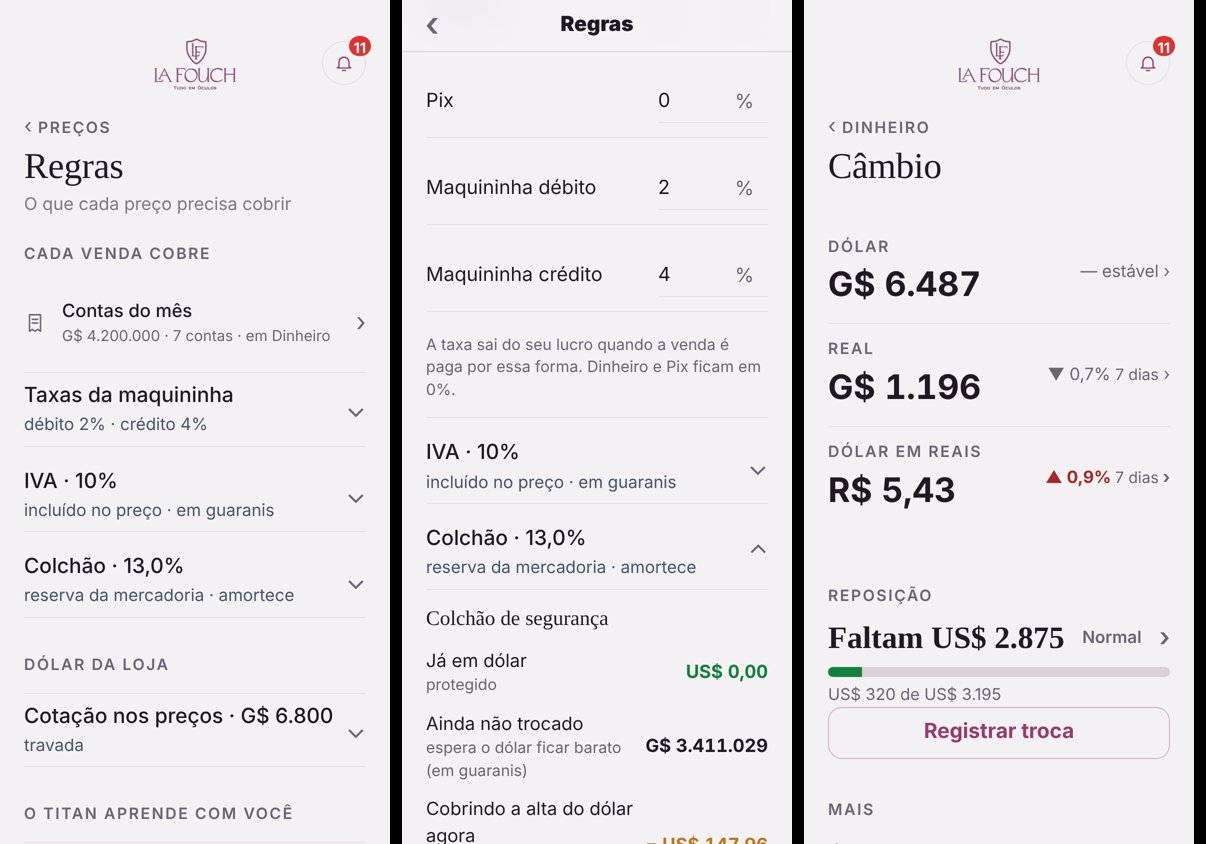 LF
LA FOUCH
TUDO EM ÓCULOS
11
‹ PREÇOS
Regras
O que cada preço precisa cobrir
CADA VENDA COBRE
Contas do mês
G$ 4.200.000 · 7 contas · em Dinheiro
Taxas da maquininha
débito 2% · crédito 4%
IVA · 10%
incluído no preço · em guaranis
Colchão · 13,0%
reserva da mercadoria · amortece
DÓLAR DA LOJA
Cotação nos preços · G$ 6.800
travada
O TITAN APRENDE COM VOCÊ
Regras
Pix 0 %
Maquininha débito 2 %
Maquininha crédito 4 %
A taxa sai do seu lucro quando a venda é
paga por essa forma. Dinheiro e Pix ficam em
0%.
IVA · 10%
incluído no preço · em guaranis
Colchão · 13,0%
reserva da mercadoria · amortece
Colchão de segurança
Já em dólar
protegido
US$ 0,00
Ainda não trocado
espera o dólar ficar barato
(em guaranis)
G$ 3.411.029
Cobrindo a alta do dólar
agora
– US$ 147,96
LF
LA FOUCH
TUDO EM ÓCULOS
11
‹ DINHEIRO
Câmbio
DÓLAR
G$ 6.487
— estável ›
REAL
G$ 1.196
▼ 0,7% 7 dias ›
DÓLAR EM REAIS
R$ 5,43
▲ 0,9% 7 dias ›
REPOSIÇÃO
Faltam US$ 2.875
Normal ›
US$ 320 de US$ 3.195
Registrar troca
MAIS